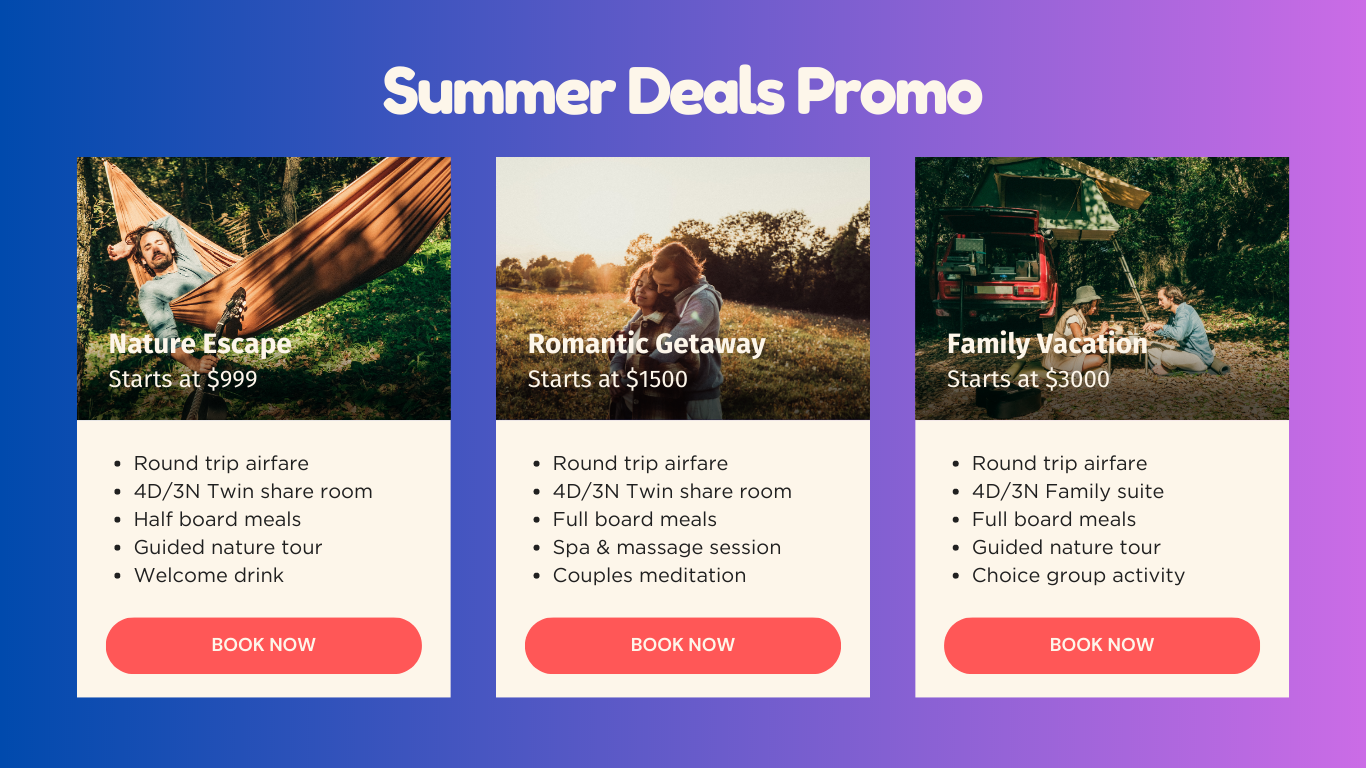 Summer Deals Promo
Nature Escape
Starts at $999
• Round trip airfare
• 4D/3N Twin share room
• Half board meals
• Guided nature tour
• Welcome drink
BOOK NOW
Romantic Getaway
Starts at $1500
• Round trip airfare
• 4D/3N Twin share room
• Full board meals
• Spa & massage session
• Couples meditation
BOOK NOW
Family Vacation
Starts at $3000
• Round trip airfare
• 4D/3N Family suite
• Full board meals
• Guided nature tour
• Choice group activity
BOOK NOW